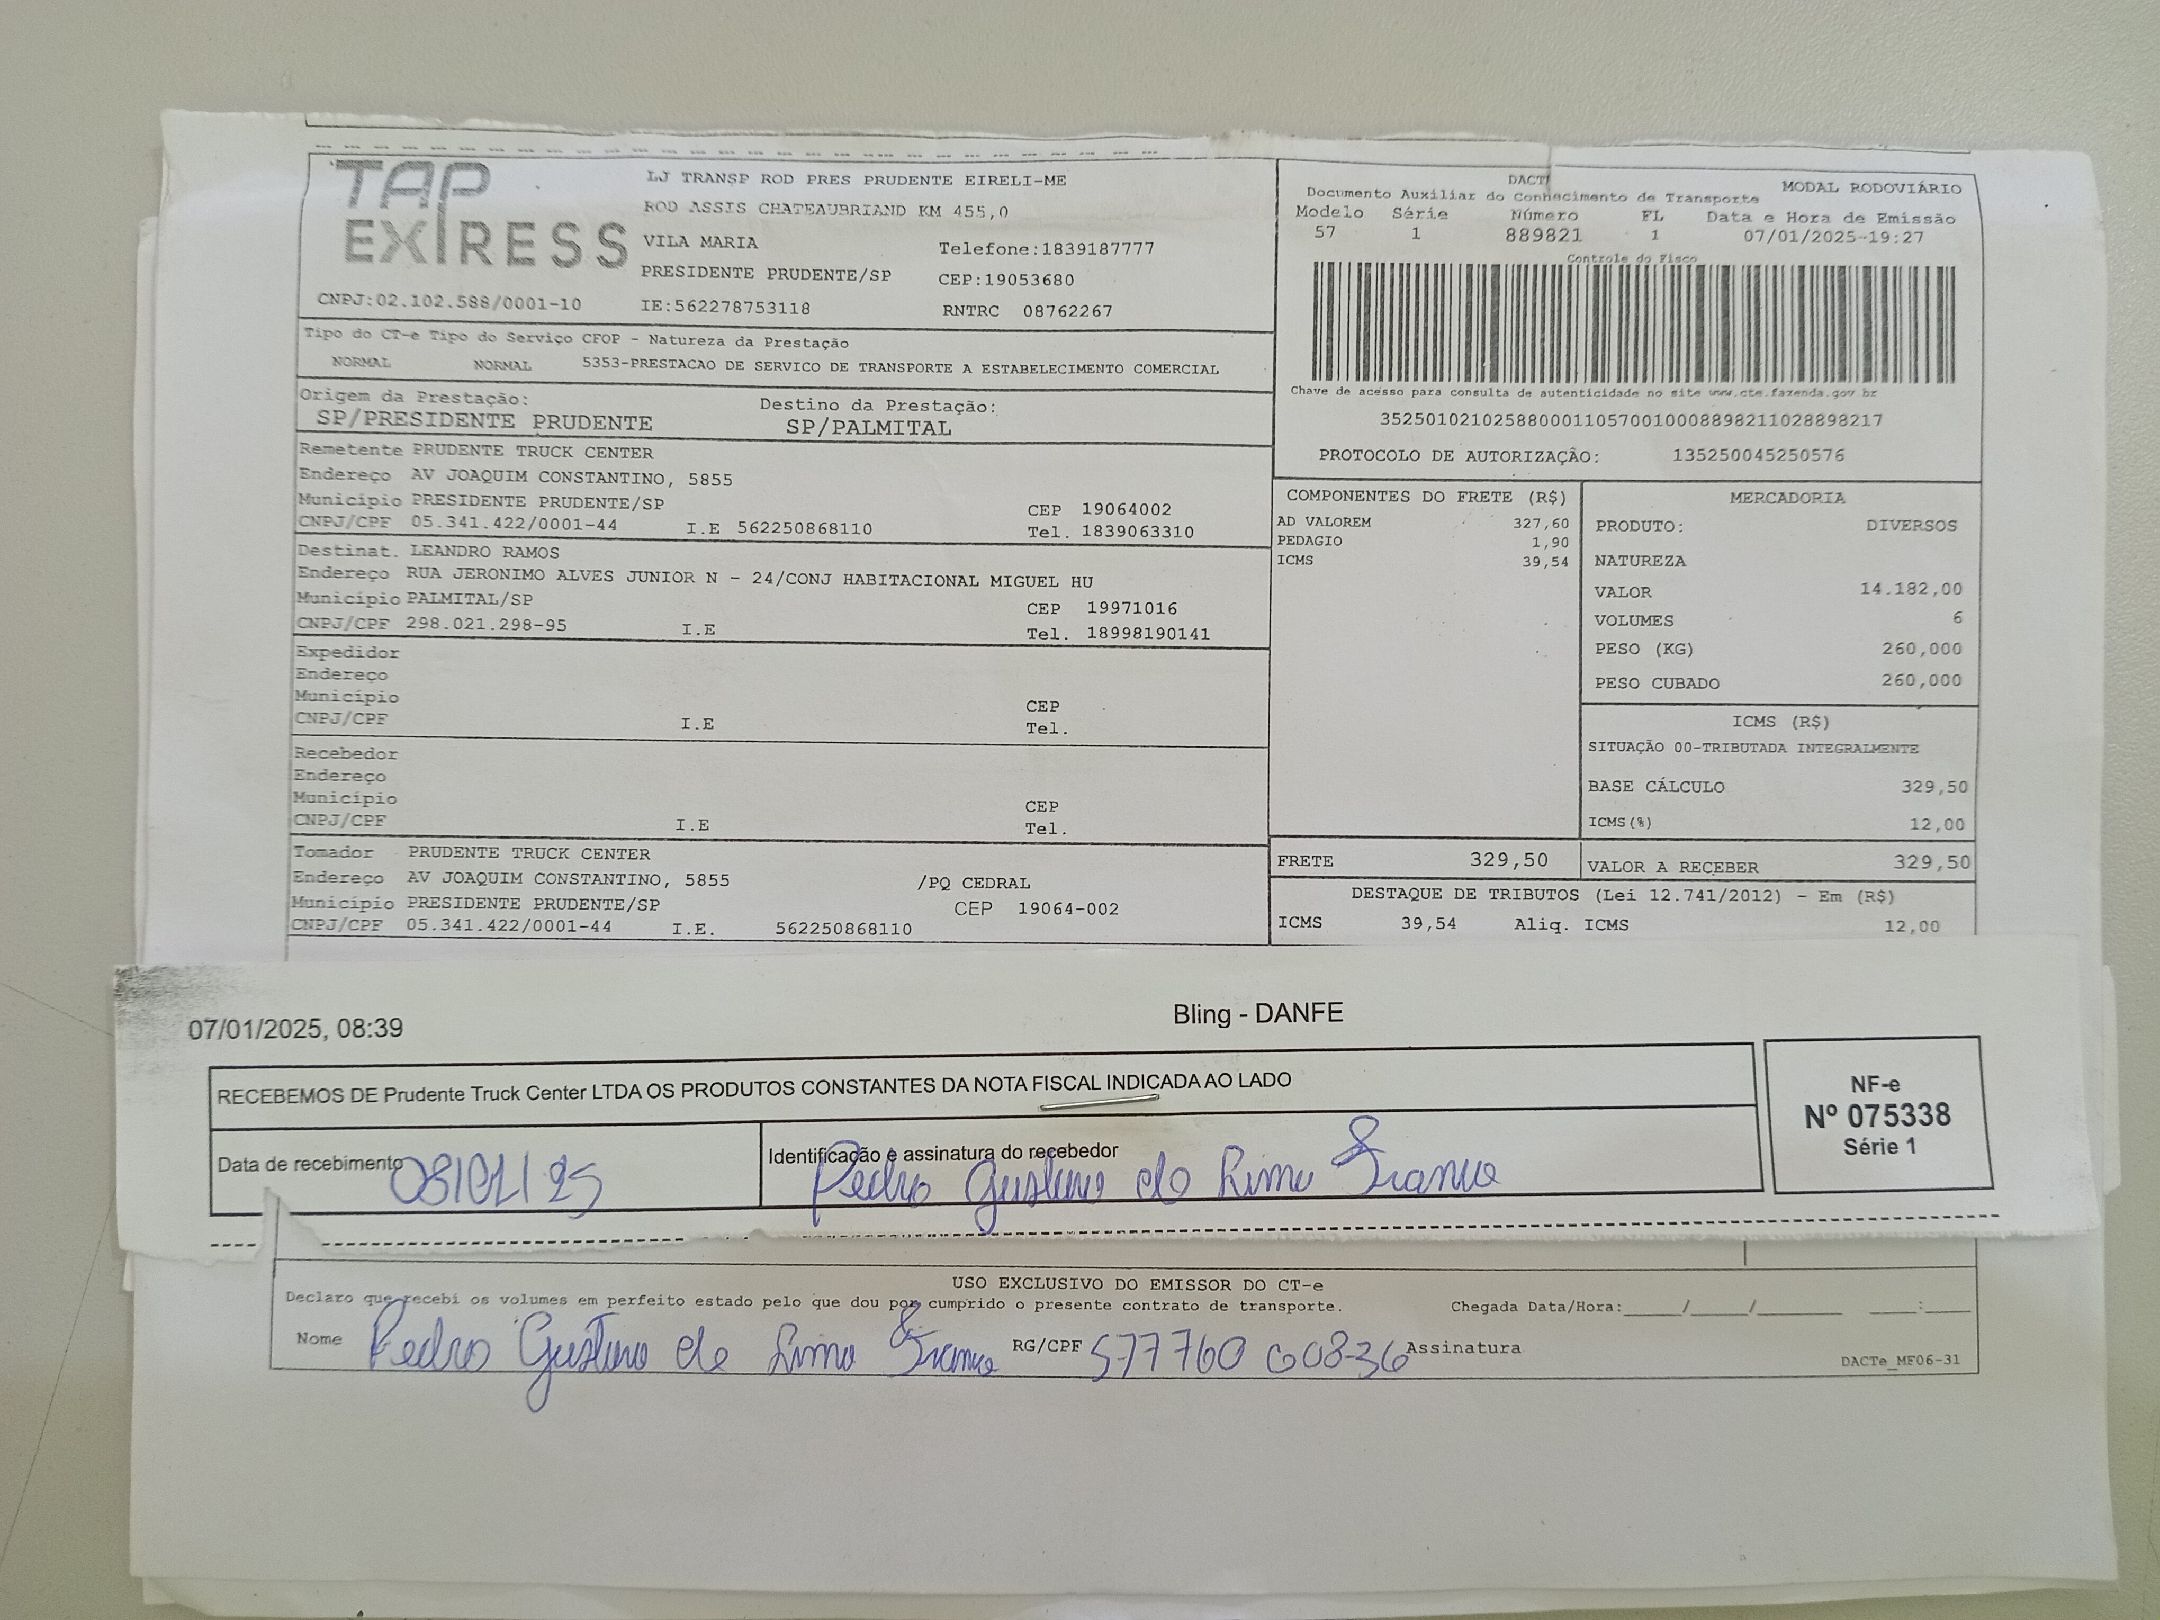 TAP
EXPRESS
LJ TRANSP ROD PRES PRUDENTE EIRELI-ME
ROD ASSIS CHATEAUBRIAND KM 455,0
VILA MARIA Telefone:1839187777
PRESIDENTE PRUDENTE/SP CEP:19053680
CNPJ:02.102.588/0001-10 IE:562278753118 RNTRC 08762267
DACTE MODAL RODOVIÁRIO
Documento Auxiliar do Conhecimento de Transporte
Modelo Série Número FL Data e Hora de Emissão
57 1 889821 1 07/01/2025-19:27
Controle do Fisco
Chave de acesso para consulta de autenticidade no site www.cte.fazenda.gov br
35250102102588000110570010008898211028898217
PROTOCOLO DE AUTORIZAÇÃO: 135250045250576
Tipo do CT-e Tipo do Serviço CFOP - Natureza da Prestação
NORMAL NORMAL 5353-PRESTACAO DE SERVICO DE TRANSPORTE A ESTABELECIMENTO COMERCIAL
Origem da Prestação: Destino da Prestação:
SP/PRESIDENTE PRUDENTE SP/PALMITAL
Remetente PRUDENTE TRUCK CENTER
Endereço AV JOAQUIM CONSTANTINO, 5855
Município PRESIDENTE PRUDENTE/SP CEP 19064002
CNPJ/CPF 05.341.422/0001-44 I.E 562250868110 Tel. 1839063310
Destinat. LEANDRO RAMOS
Endereço RUA JERONIMO ALVES JUNIOR N - 24/CONJ HABITACIONAL MIGUEL HU
Município PALMITAL/SP CEP 19971016
CNPJ/CPF 298.021.298-95 I.E Tel. 18998190141
Expedidor
Endereço
Município CEP
CNPJ/CPF I.E Tel.
Recebedor
Endereço
Município CEP
CNPJ/CPF I.E Tel.
Tomador PRUDENTE TRUCK CENTER
Endereço AV JOAQUIM CONSTANTINO, 5855 /PQ CEDRAL
Município PRESIDENTE PRUDENTE/SP CEP 19064-002
CNPJ/CPF 05.341.422/0001-44 I.E. 562250868110
COMPONENTES DO FRETE (R$)
AD VALOREM 327,60
PEDAGIO 1,90
ICMS 39,54
MERCADORIA
PRODUTO: DIVERSOS
NATUREZA
VALOR 14.182,00
VOLUMES 6
PESO (KG) 260,000
PESO CUBADO 260,000
ICMS (R$)
SITUAÇÃO 00-TRIBUTADA INTEGRALMENTE
BASE CÁLCULO 329,50
ICMS(%) 12,00
FRETE 329,50 VALOR A RECEBER 329,50
DESTAQUE DE TRIBUTOS (Lei 12.741/2012) - Em (R$)
ICMS 39,54 Aliq. ICMS 12,00
07/01/2025, 08:39 Bling - DANFE
RECEBEMOS DE Prudente Truck Center LTDA OS PRODUTOS CONSTANTES DA NOTA FISCAL INDICADA AO LADO
Data de recebimento 08/01/25
Identificação e assinatura do recebedor
Pedro Gustavo de Lima Franco
NF-e
Nº 075338
Série 1
USO EXCLUSIVO DO EMISSOR DO CT-e
Declaro que recebi os volumes em perfeito estado pelo que dou por cumprido o presente contrato de transporte. Chegada Data/Hora:____/____/______ ___:___
Nome Pedro Gustavo de Lima Franco RG/CPF 577760 00836 Assinatura
DACTe_MF06-31